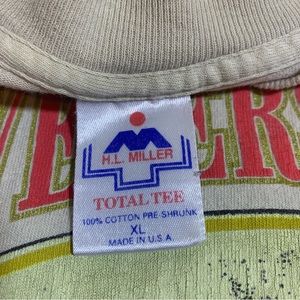 H.L. MILLER
TOTAL TEE
100% COTTON PRE-SHRUNK
XL
MADE IN U.S.A.